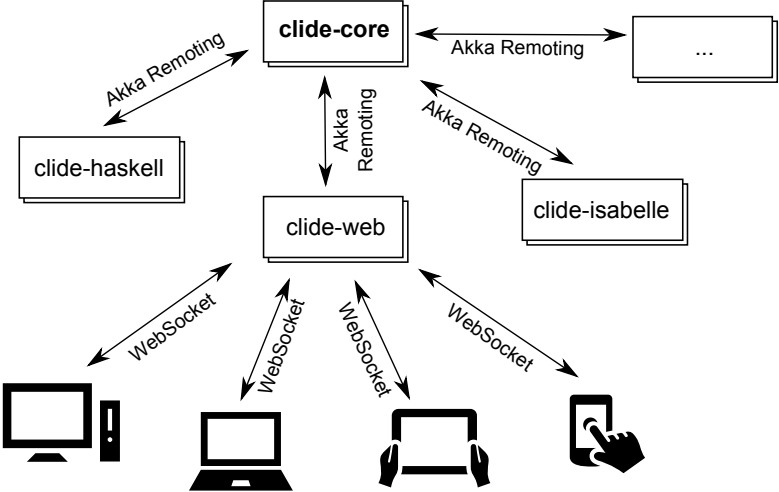 clide-core
Akka Remoting
...
Akka Remoting
Akka
Remoting
Akka Remoting
clide-haskell
clide-isabelle
clide-web
WebSocket
WebSocket
WebSocket
WebSocket